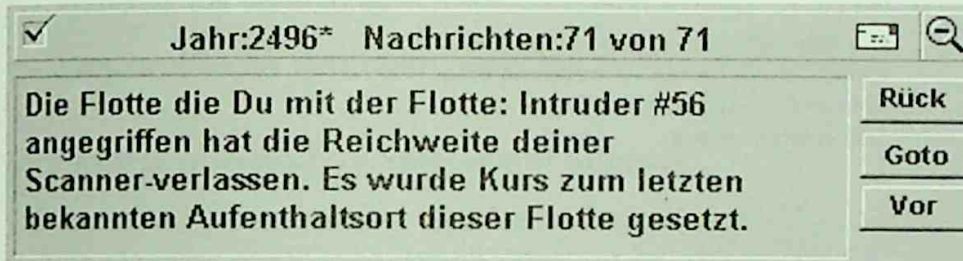 Jahr:2496* Nachrichten:71 von 71
Die Flotte die Du mit der Flotte: Intruder #56
angegriffen hat die Reichweite deiner
Scanner-verlassen. Es wurde Kurs zum letzten
bekannten Aufenthaltsort dieser Flotte gesetzt.
Rück
Goto
Vor